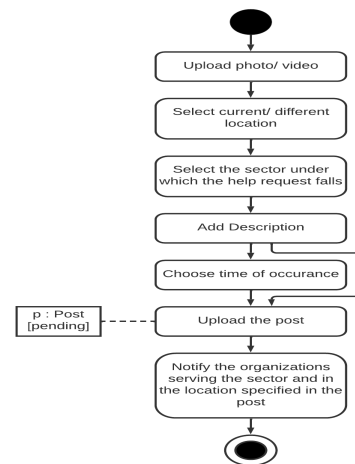 Upload photo/ video
Select current/ different
location
Select the sector under
which the help request falls
Add Description
Choose time of occurance
p : Post
[pending]
Upload the post
Notify the organizations
serving the sector and in
the location specified in the
post